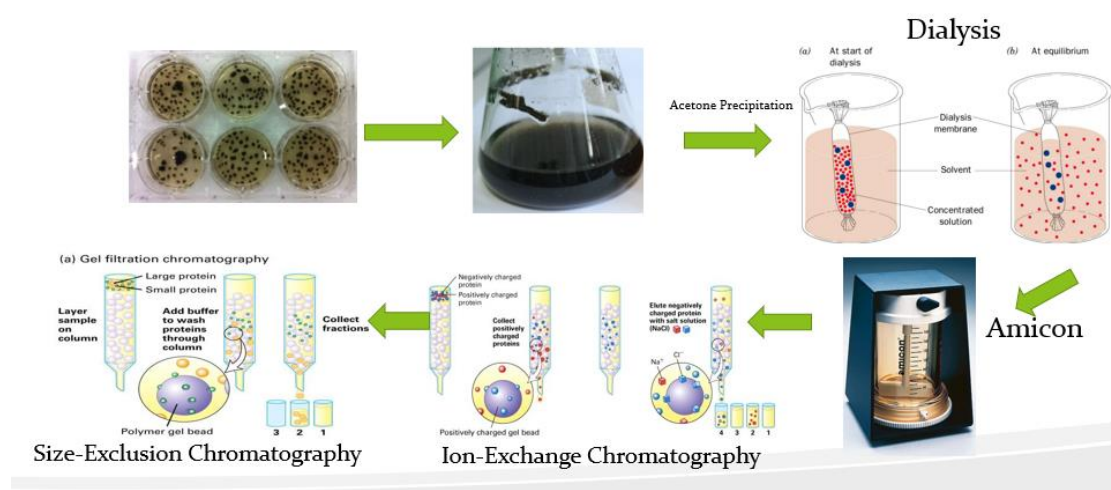 Dialysis
(a) At start of
dialysis
(b) At equilibrium
Acetone Precipitation
Dialysis
membrane
Solvent
Concentrated
solution
(a) Gel filtration chromatography
Large protein
Small protein
Layer
sample
on
column
Add buffer
to wash
proteins
through
column
Collect
fractions
3 2 1
Polymer gel bead
Size-Exclusion Chromatography
Negatively charged
protein
Positively charged
protein
Collect
positively
charged
proteins
Elute negatively
charged protein
with salt solution
(NaCl)
Na+
Cl−
4 3 2 1
Positively charged gel bead
Ion-Exchange Chromatography
amicon
Amicon